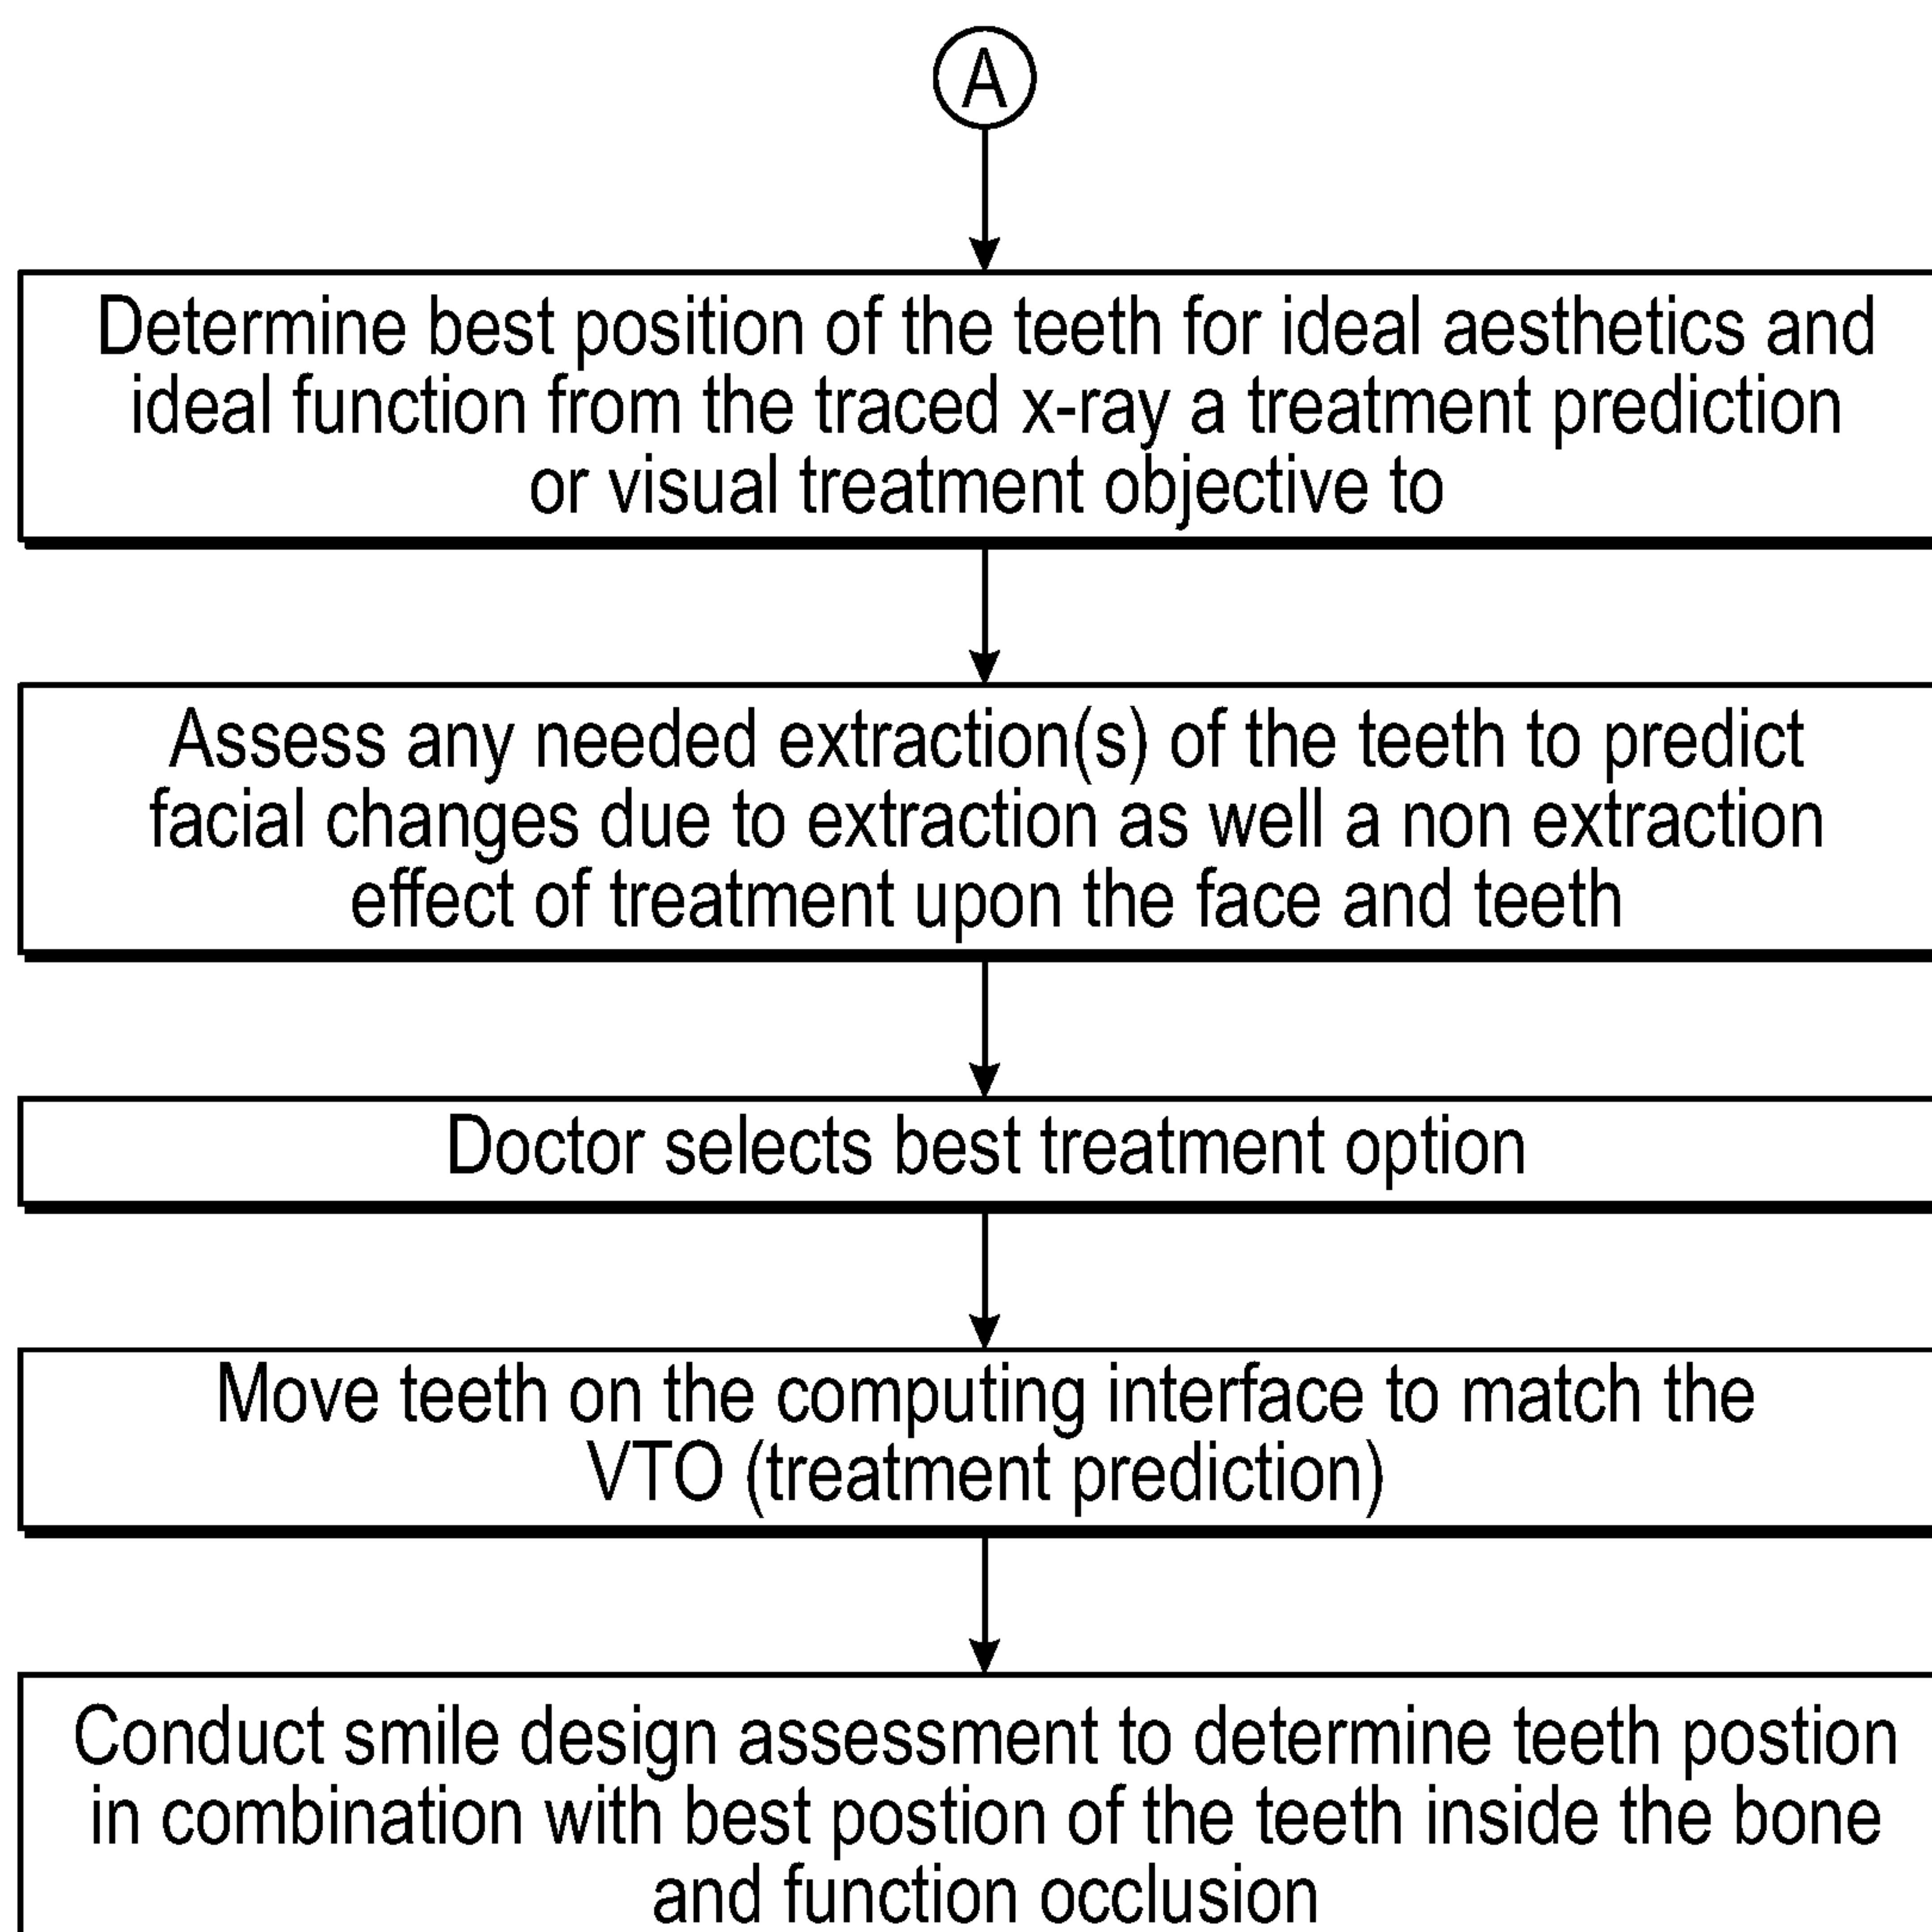 A
Determine best position of the teeth for ideal aesthetics and
ideal function from the traced x-ray a treatment prediction
or visual treatment objective to
Assess any needed extraction(s) of the teeth to predict
facial changes due to extraction as well a non extraction
effect of treatment upon the face and teeth
Doctor selects best treatment option
Move teeth on the computing interface to match the
VTO (treatment prediction)
Conduct smile design assessment to determine teeth postion
in combination with best postion of the teeth inside the bone
and function occlusion